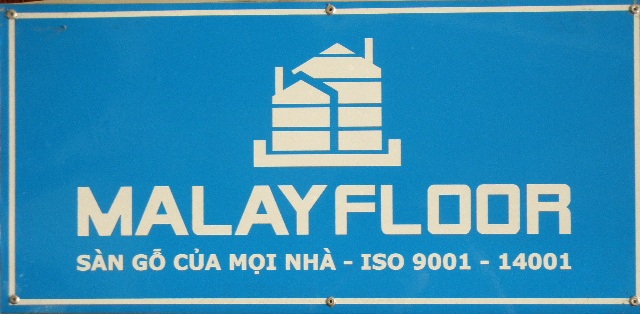 MALAYFLOOR
SÀN GỖ CỦA MỌI NHÀ - ISO 9001 - 14001